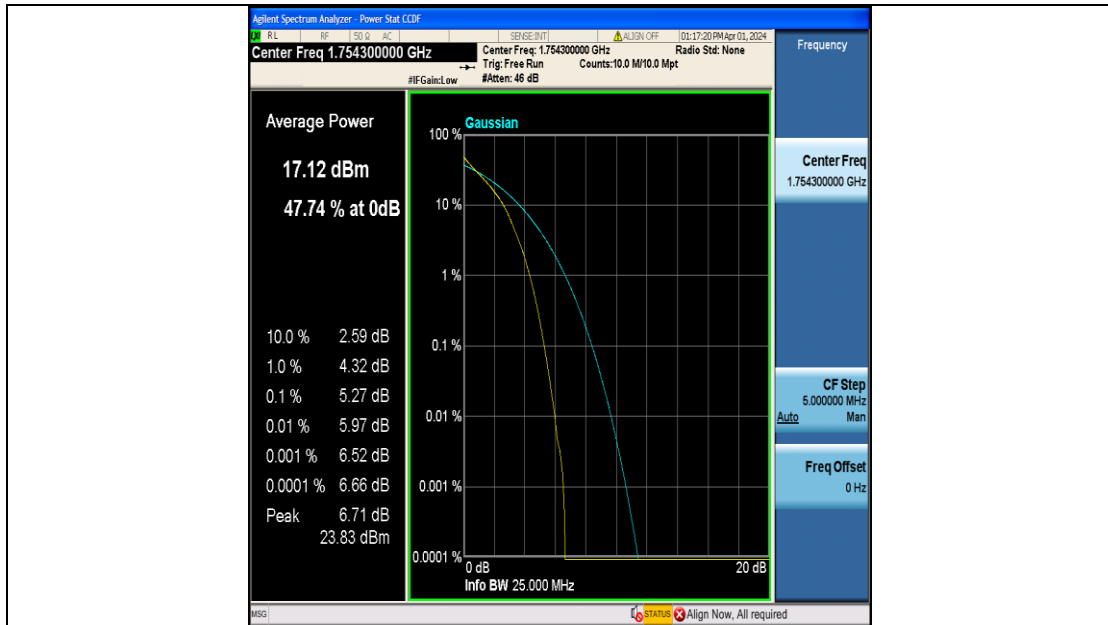 Agilent Spectrum Analyzer - Power Stat CCDF
RL RF 50 Ω AC SENSE:INT ALIGN OFF 01:17:20 PM Apr 01, 2024
Center Freq 1.754300000 GHz
Center Freq: 1.754300000 GHz Radio Std: None
Trig: Free Run Counts:10.0 M/10.0 Mpt
#IFGain:Low #Atten: 46 dB
Average Power
17.12 dBm
47.74 % at 0dB
10.0 % 2.59 dB
1.0 % 4.32 dB
0.1 % 5.27 dB
0.01 % 5.97 dB
0.001 % 6.52 dB
0.0001 % 6.66 dB
Peak 6.71 dB
23.83 dBm
Gaussian
100 %
10 %
1 %
0.1 %
0.01 %
0.001 %
0.0001 %
0 dB 20 dB
Info BW 25.000 MHz
Frequency
Center Freq
1.754300000 GHz
CF Step
5.000000 MHz
Auto Man
Freq Offset
0 Hz
MSG STATUS Align Now, All required